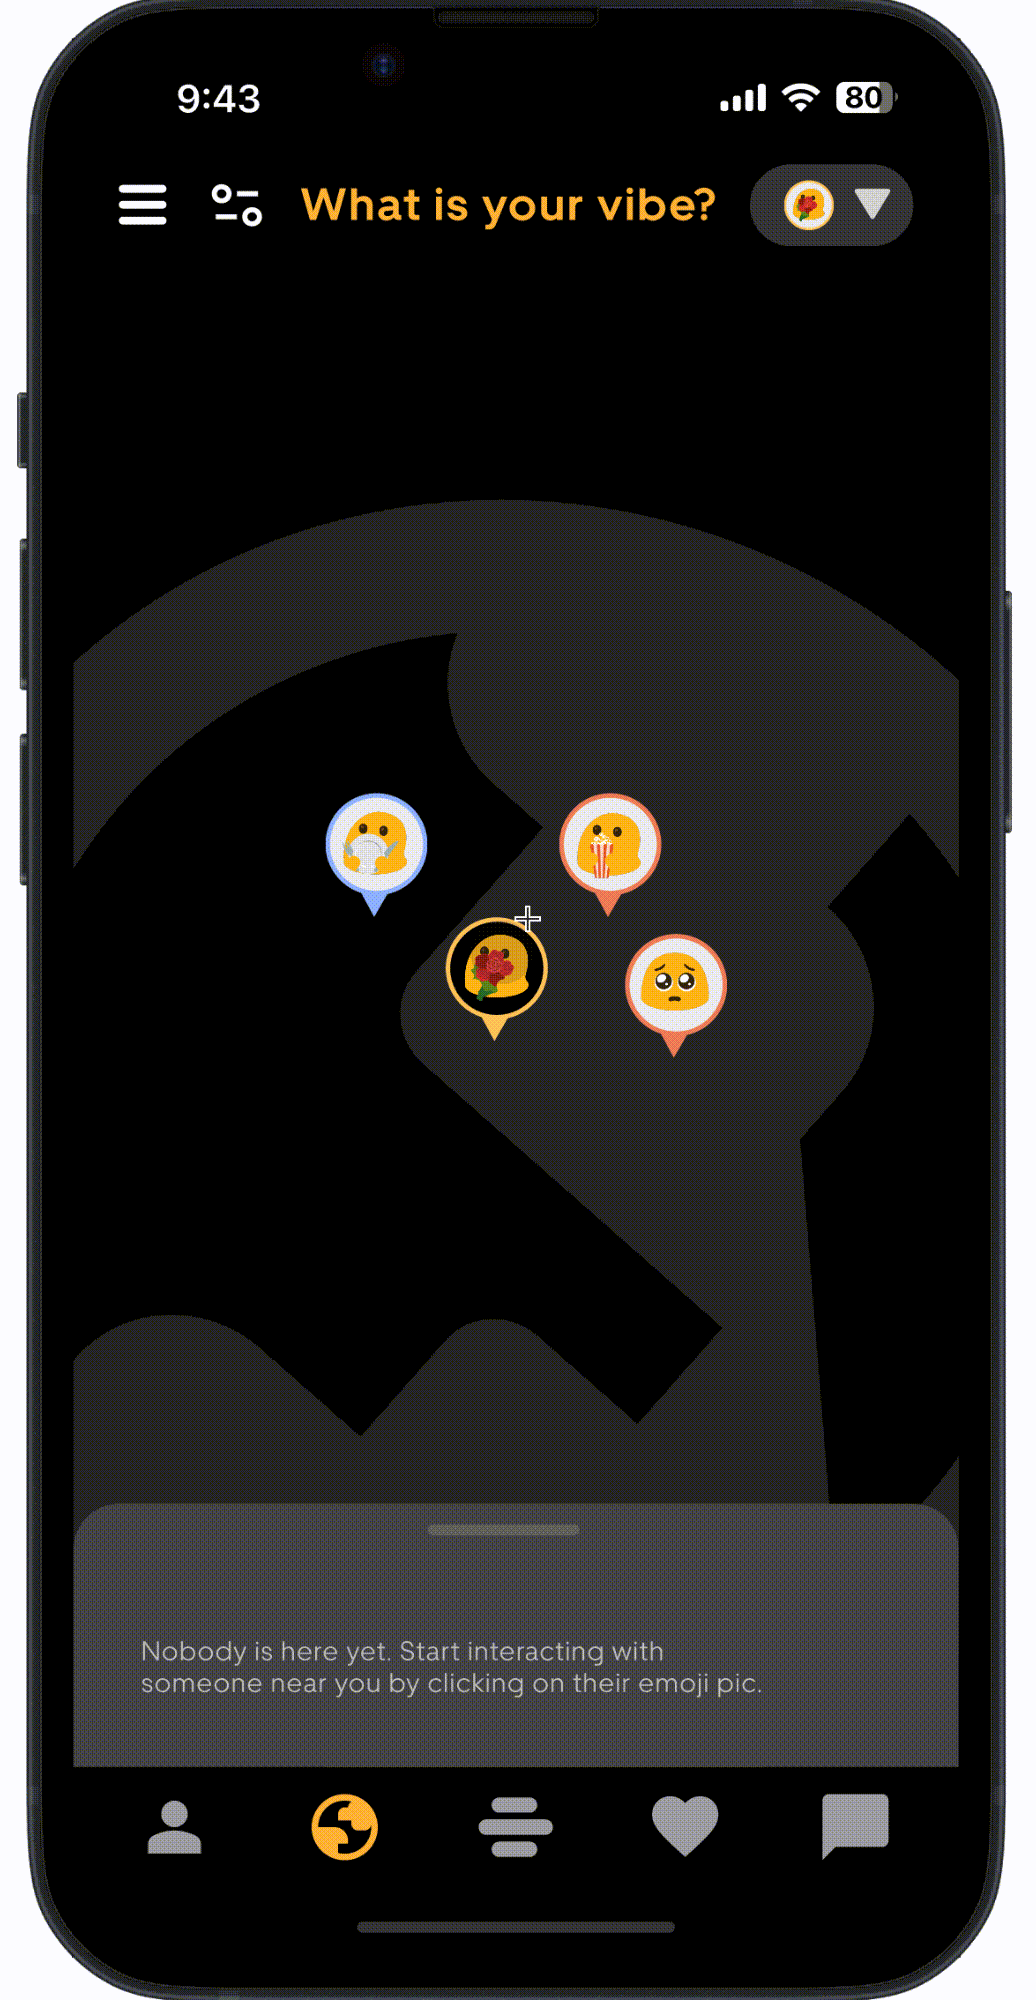 9:43
80
What is your vibe?
Nobody is here yet. Start interacting with
someone near you by clicking on their emoji pic.